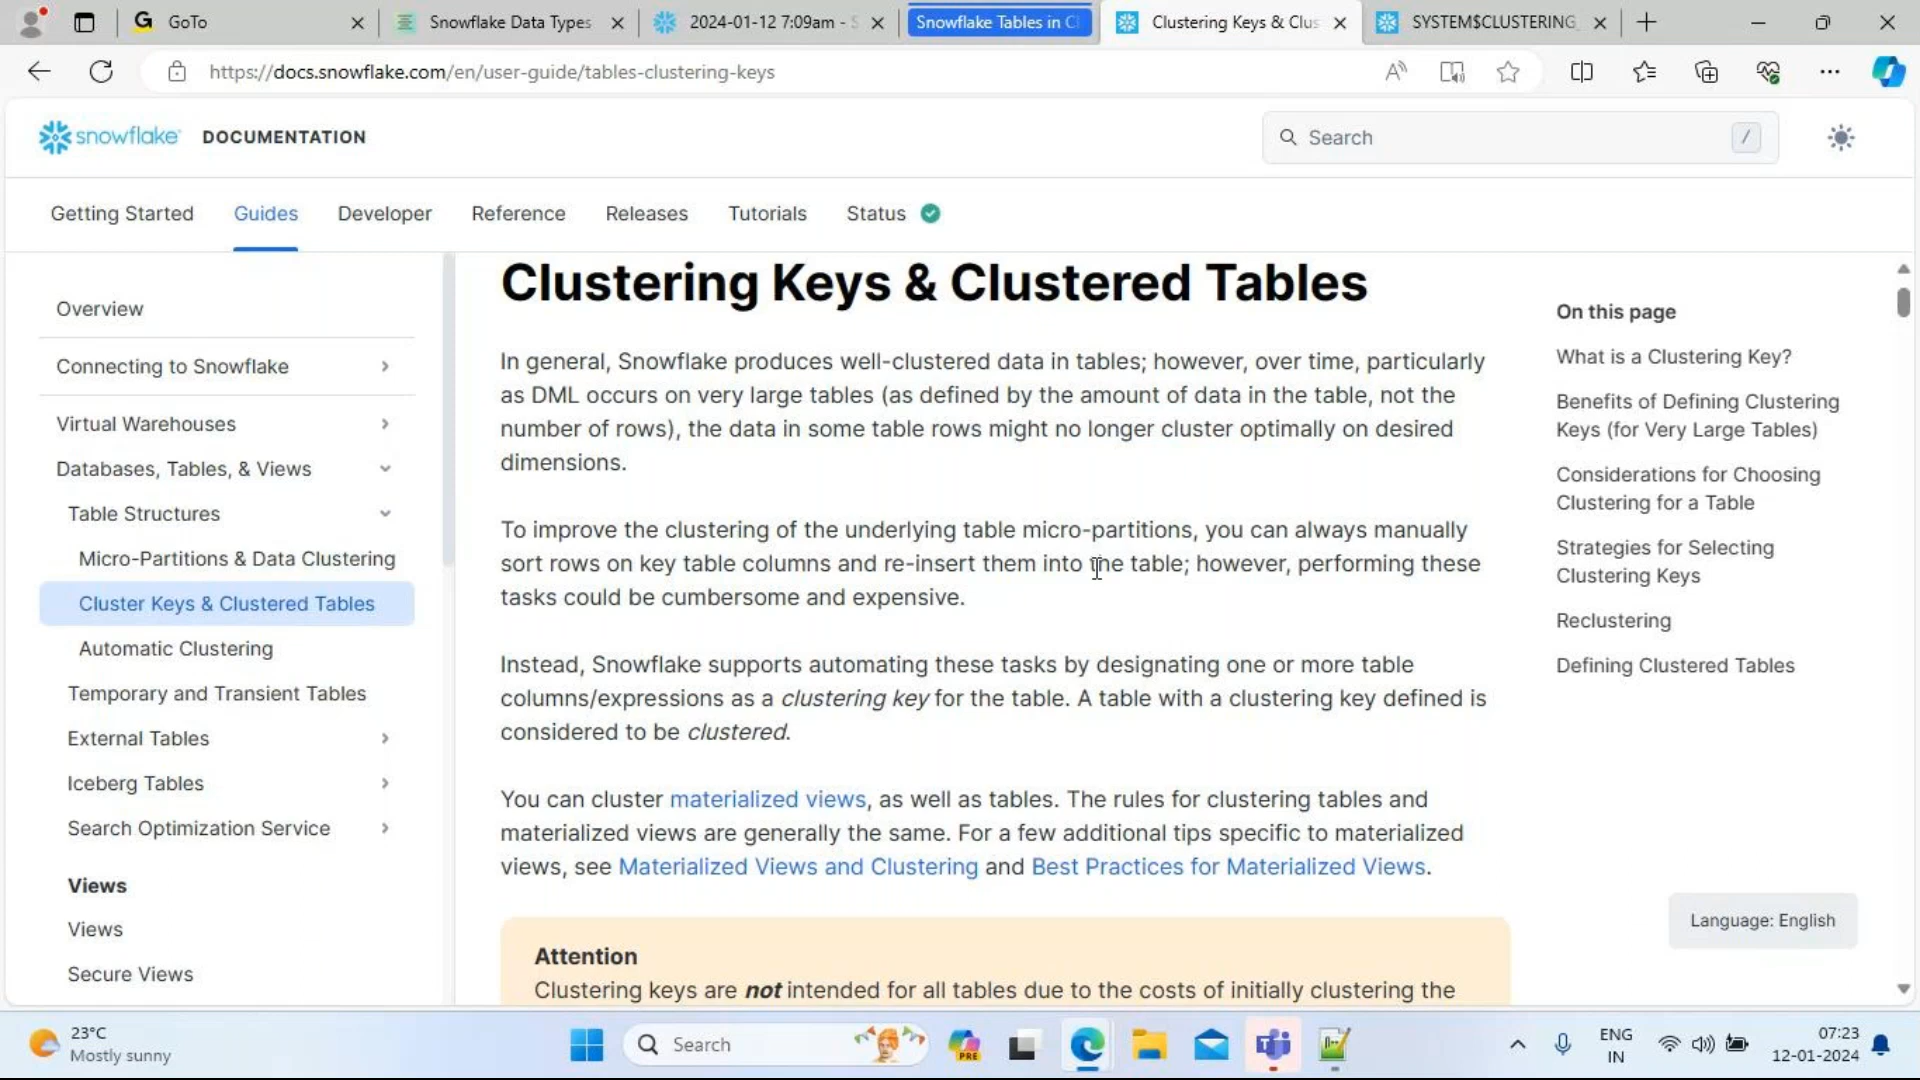 GoTo
Snowflake Data Types
2024-01-12 7:09am - S
Snowflake Tables in Cl
Clustering Keys & Clus
SYSTEM$CLUSTERING_
https://docs.snowflake.com/en/user-guide/tables-clustering-keys
snowflake DOCUMENTATION
Search
/
Getting Started
Guides
Developer
Reference
Releases
Tutorials
Status
Overview
Connecting to Snowflake
Virtual Warehouses
Databases, Tables, & Views
Table Structures
Micro-Partitions & Data Clustering
Cluster Keys & Clustered Tables
Automatic Clustering
Temporary and Transient Tables
External Tables
Iceberg Tables
Search Optimization Service
Views
Views
Secure Views
Clustering Keys & Clustered Tables
In general, Snowflake produces well-clustered data in tables; however, over time, particularly
as DML occurs on very large tables (as defined by the amount of data in the table, not the
number of rows), the data in some table rows might no longer cluster optimally on desired
dimensions.
To improve the clustering of the underlying table micro-partitions, you can always manually
sort rows on key table columns and re-insert them into the table; however, performing these
tasks could be cumbersome and expensive.
Instead, Snowflake supports automating these tasks by designating one or more table
columns/expressions as a clustering key for the table. A table with a clustering key defined is
considered to be clustered.
You can cluster materialized views, as well as tables. The rules for clustering tables and
materialized views are generally the same. For a few additional tips specific to materialized
views, see Materialized Views and Clustering and Best Practices for Materialized Views.
Attention
Clustering keys are not intended for all tables due to the costs of initially clustering the
On this page
What is a Clustering Key?
Benefits of Defining Clustering
Keys (for Very Large Tables)
Considerations for Choosing
Clustering for a Table
Strategies for Selecting
Clustering Keys
Reclustering
Defining Clustered Tables
Language: English
23°C
Mostly sunny
Search
PRE
ENG
IN
07:23
12-01-2024